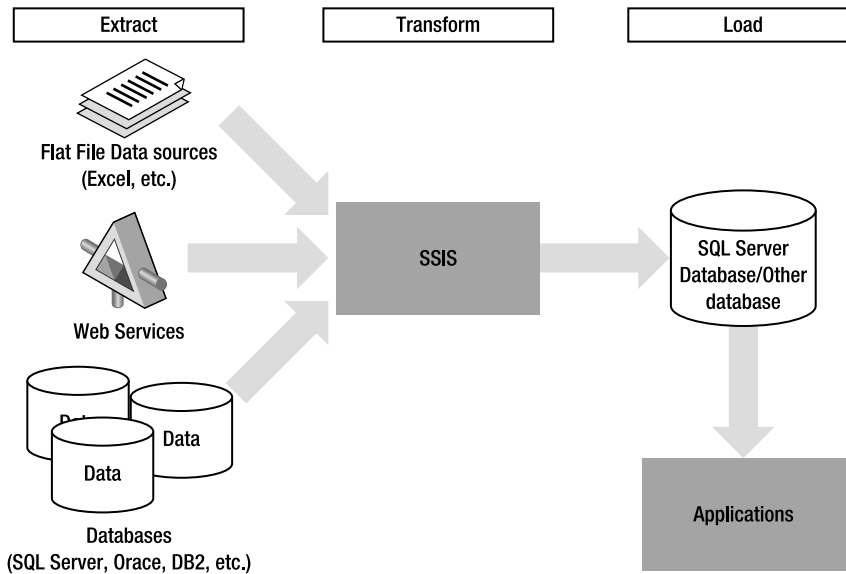 Extract
Transform
Load
Flat File Data sources
(Excel, etc.)
Web Services
SSIS
SQL Server
Database/Other
database
Data
Data
Databases
(SQL Server, Orace, DB2, etc.)
Applications